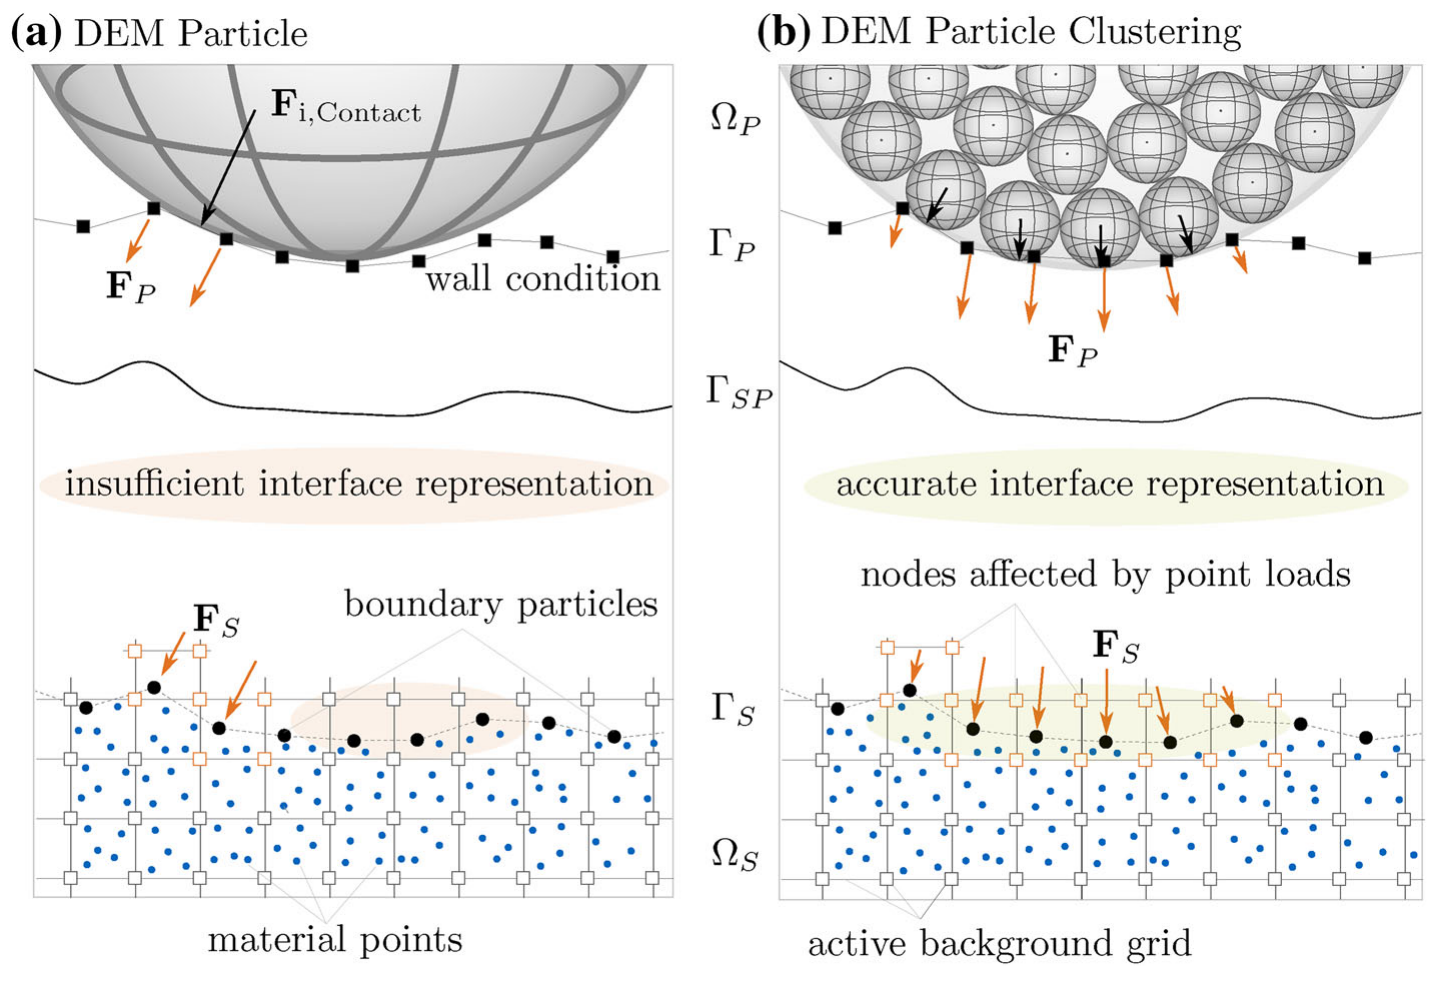 (a) DEM Particle
(b) DEM Particle Clustering
F_i,Contact
Ω_P
Γ_P
F_P
wall condition
F_P
Γ_SP
insufficient interface representation
accurate interface representation
nodes affected by point loads
boundary particles
F_S
F_S
Γ_S
Ω_S
material points
active background grid